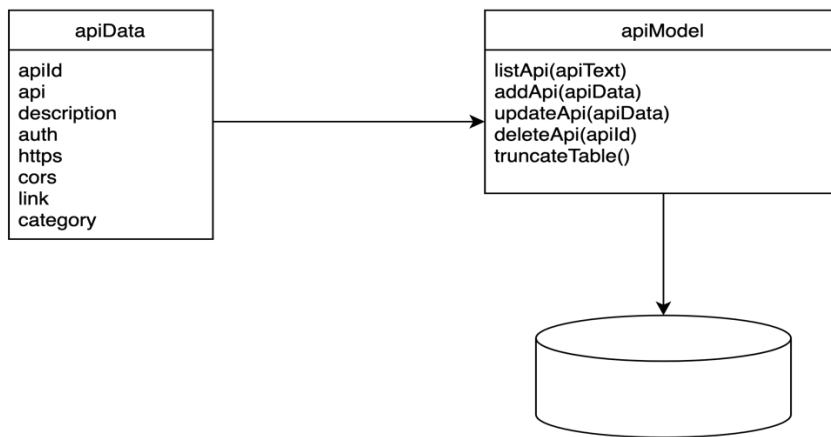 apiData
apiId
api
description
auth
https
cors
link
category
apiModel
listApi(apiText)
addApi(apiData)
updateApi(apiData)
deleteApi(apiId)
truncateTable()